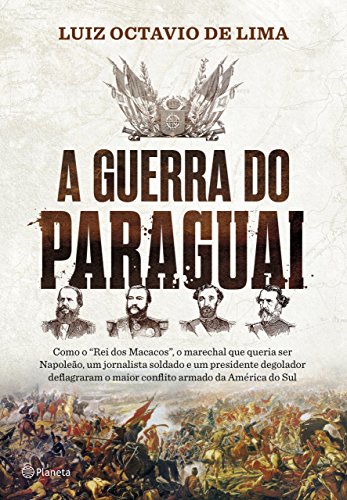 LUIZ OCTAVIO DE LIMA
A GUERRA DO
PARAGUAI
Como o “Rei dos Macacos”, o marechal que queria ser
Napoleão, um jornalista soldado e um presidente degolador
deflagraram o maior conflito armado da América do Sul
Planeta